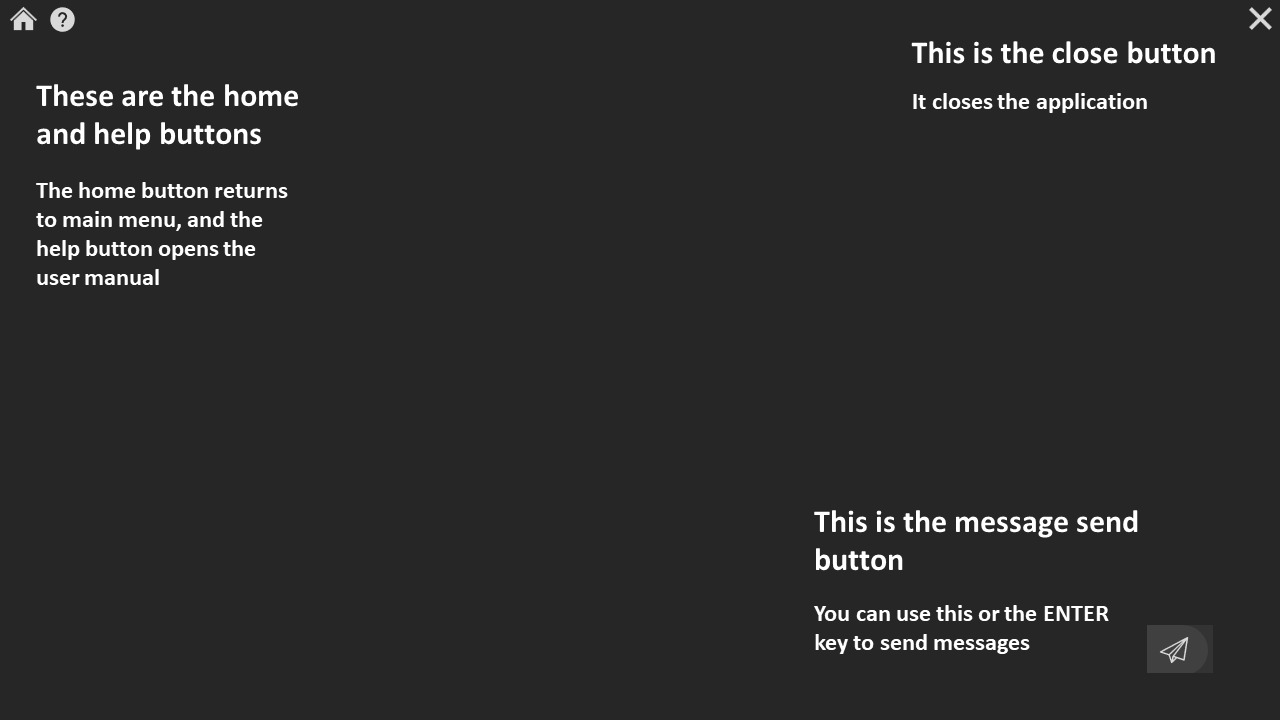 These are the home
and help buttons
The home button returns
to main menu, and the
help button opens the
user manual
This is the close button
It closes the application
This is the message send
button
You can use this or the ENTER
key to send messages